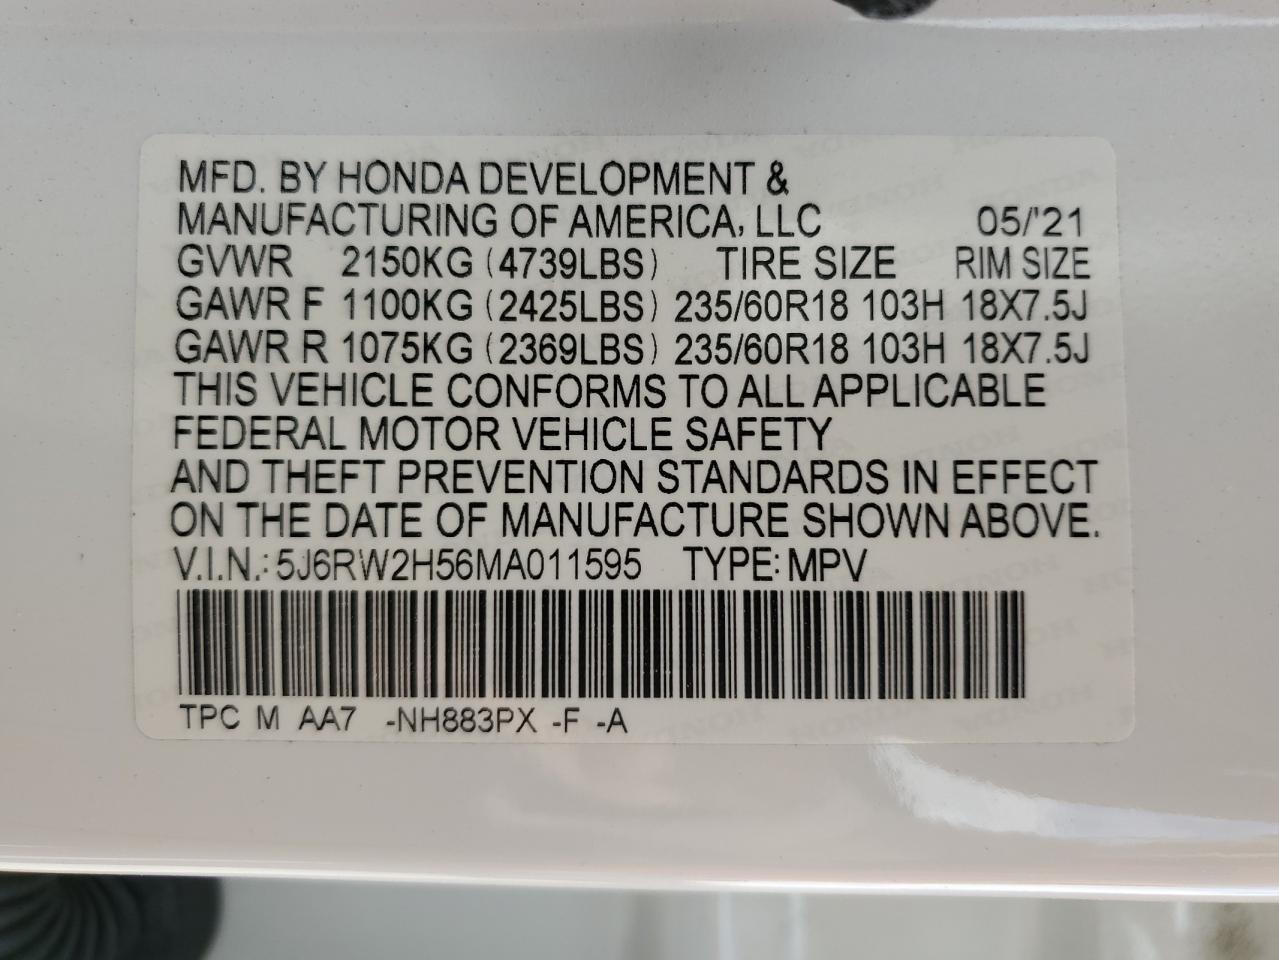 MFD. BY HONDA DEVELOPMENT &
MANUFACTURING OF AMERICA, LLC 05/'21
GVWR 2150KG (4739LBS) TIRE SIZE RIM SIZE
GAWR F 1100KG (2425LBS) 235/60R18 103H 18X7.5J
GAWR R 1075KG (2369LBS) 235/60R18 103H 18X7.5J
THIS VEHICLE CONFORMS TO ALL APPLICABLE
FEDERAL MOTOR VEHICLE SAFETY
AND THEFT PREVENTION STANDARDS IN EFFECT
ON THE DATE OF MANUFACTURE SHOWN ABOVE.
V.I.N.: 5J6RW2H56MA011595 TYPE: MPV
TPC M AA7 -NH883PX -F -A